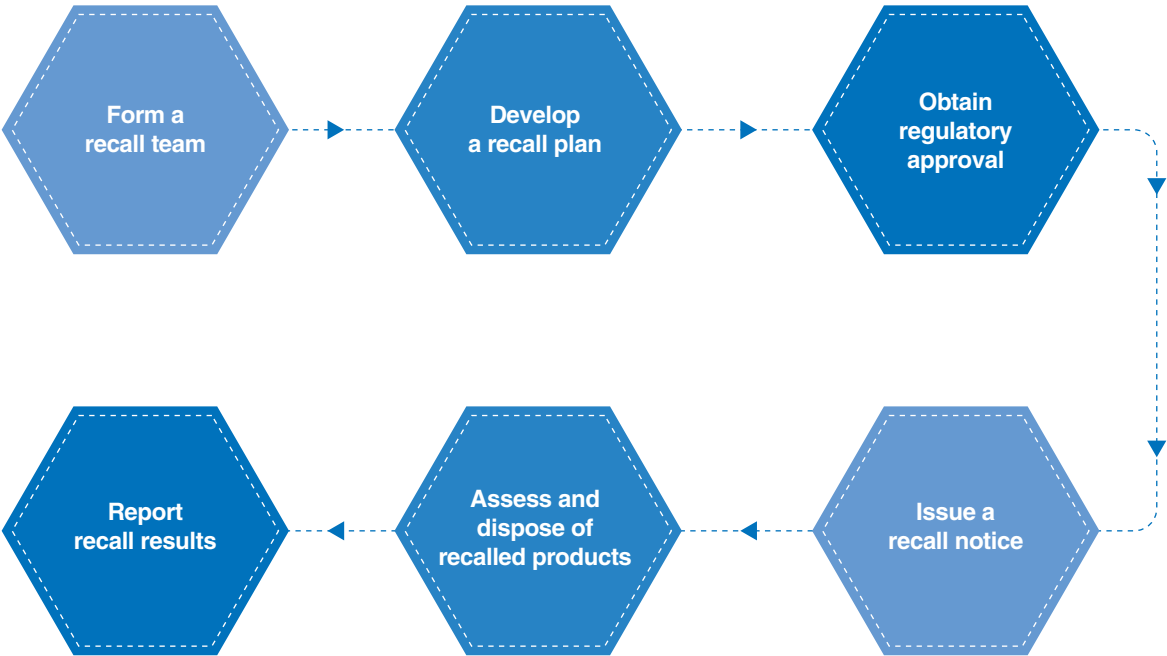 Form a
recall team
Develop
a recall plan
Obtain
regulatory
approval
Issue a
recall notice
Assess and
dispose of
recalled products
Report
recall results